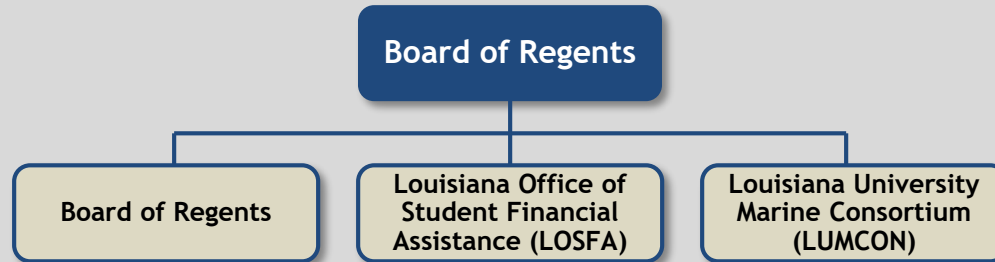 Board of Regents
Board of Regents
Louisiana Office of
Student Financial
Assistance (LOSFA)
Louisiana University
Marine Consortium
(LUMCON)